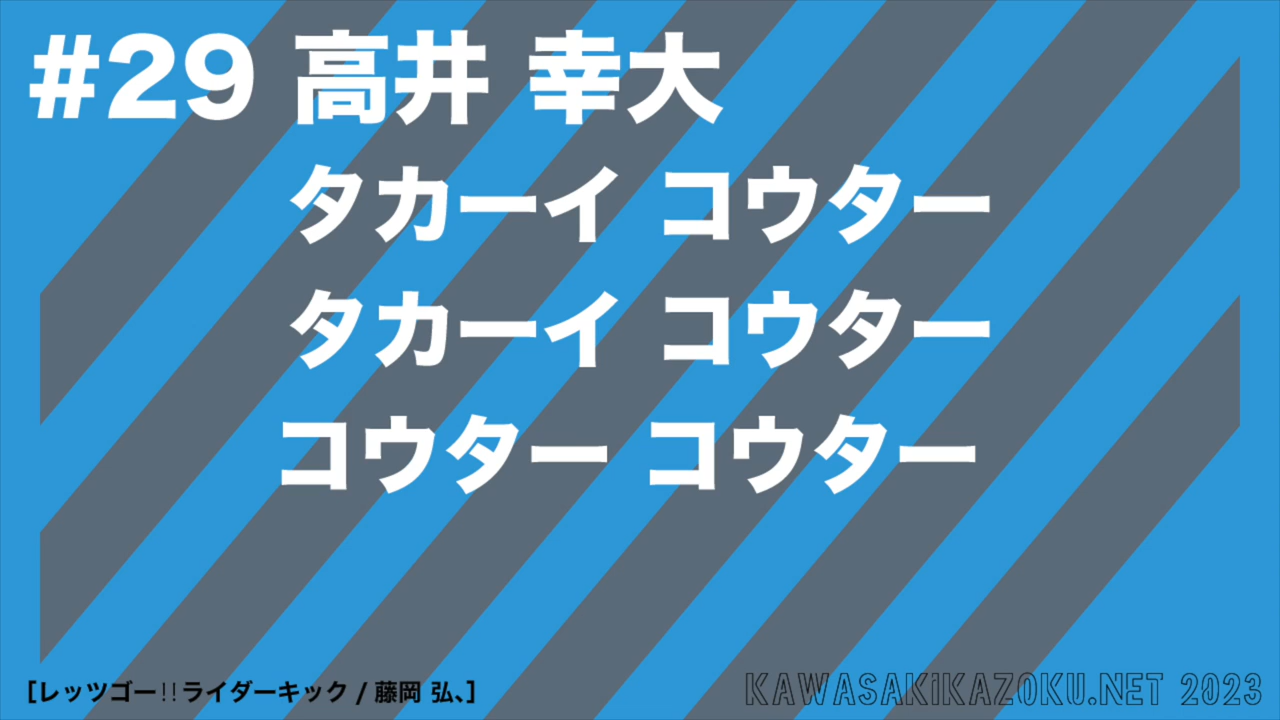 #29 高井 幸大
タカーイ コウター
タカーイ コウター
コウター コウター
[レッツゴー!!ライダーキック / 藤岡 弘、]
KAWASAKiKAZOKU.NET 2023